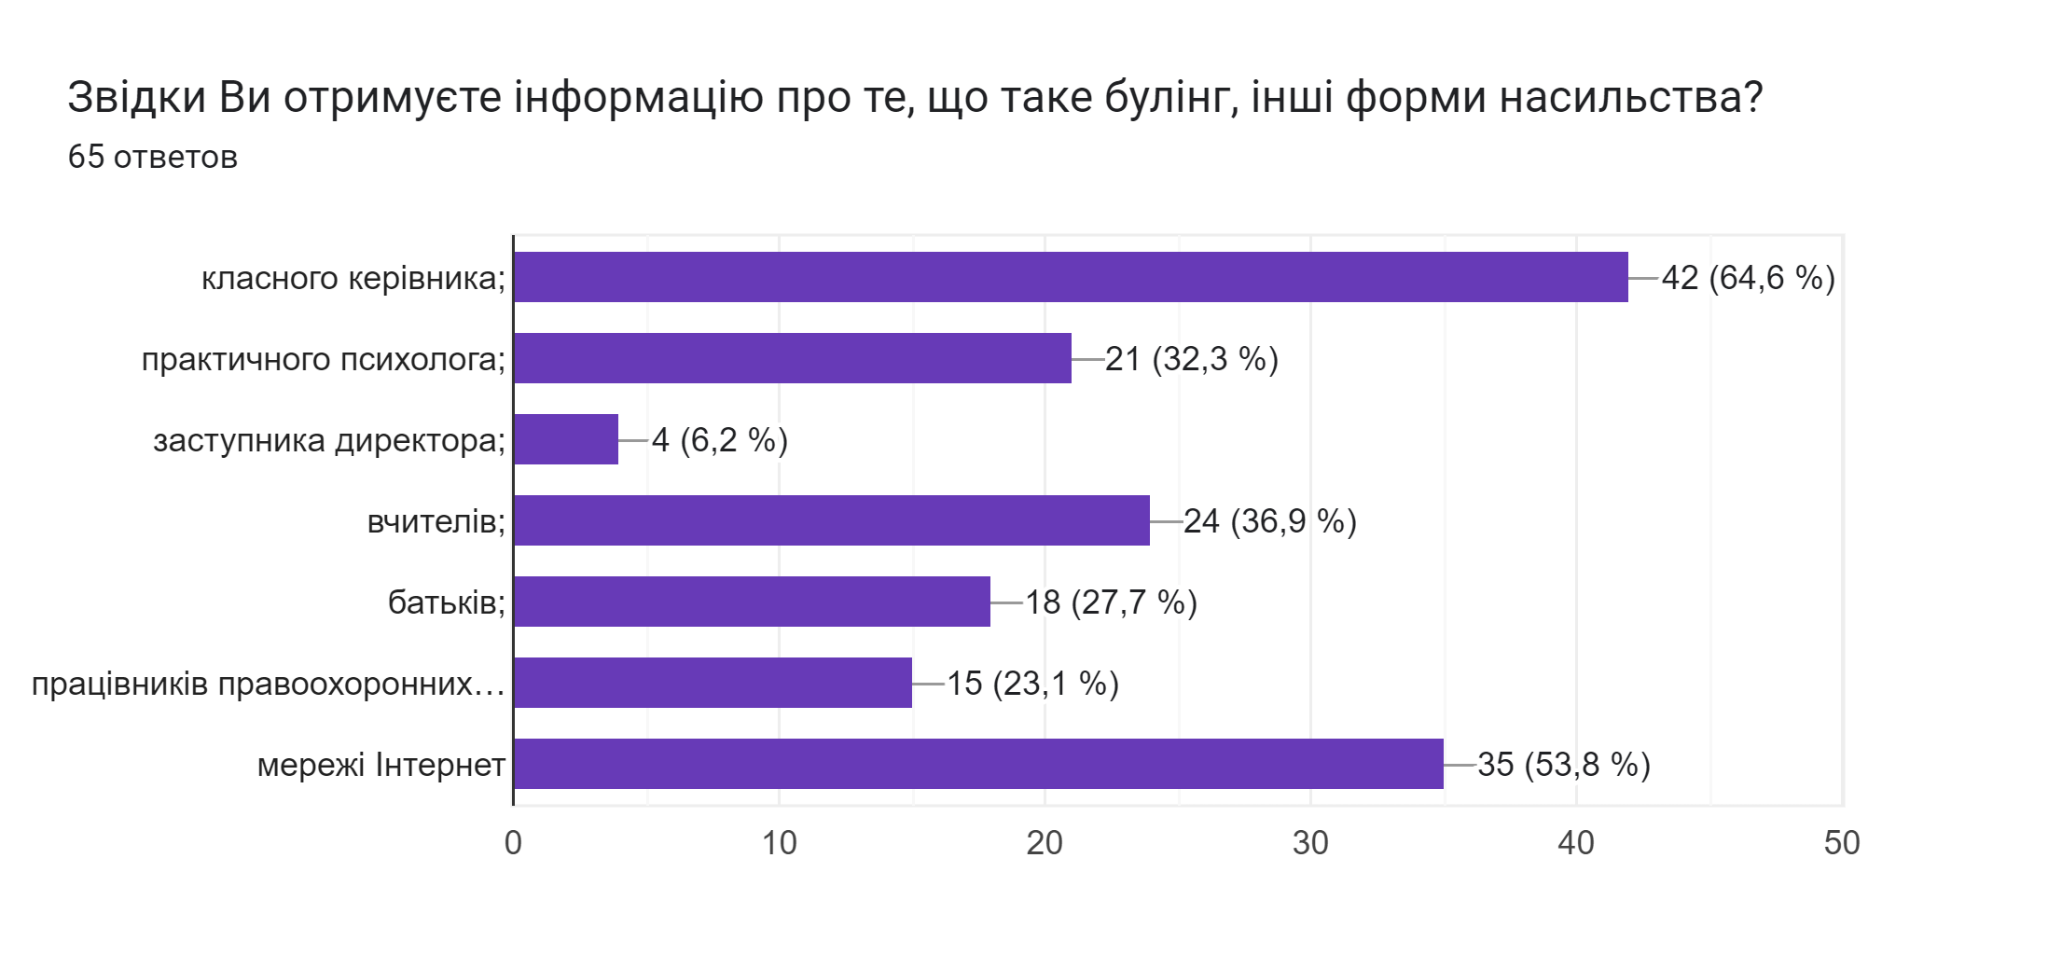 Звідки Ви отримуєте інформацію про те, що таке булінг, інші форми насильства?
65 ответов
класного керівника; 42 (64,6 %)
практичного психолога; 21 (32,3 %)
заступника директора; 4 (6,2 %)
вчителів; 24 (36,9 %)
батьків; 18 (27,7 %)
працівників правоохоронних… 15 (23,1 %)
мережі Інтернет 35 (53,8 %)
0 10 20 30 40 50